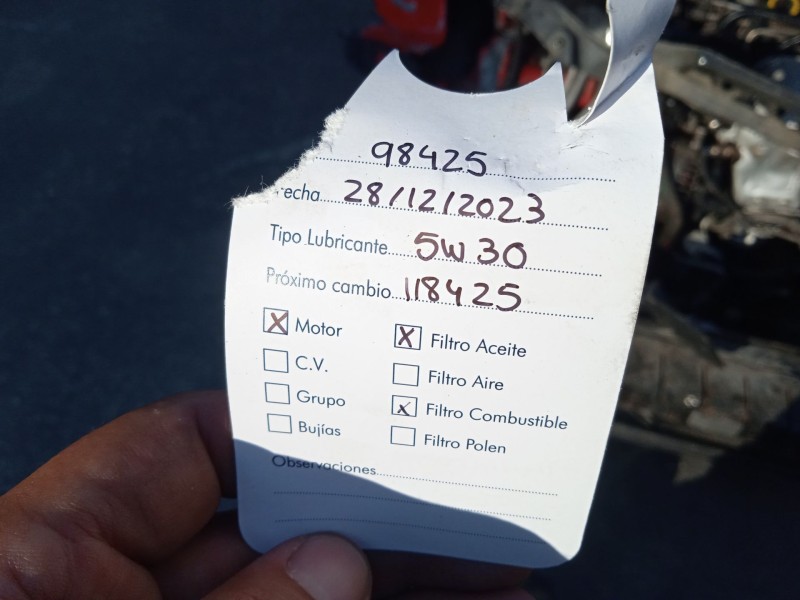 98425
echa 28/12/2023
Tipo Lubricante 5W30
Próximo cambio 118425
X Motor
X Filtro Aceite
C.V.
Filtro Aire
Grupo
X Filtro Combustible
Bujías
Filtro Polen
Observaciones